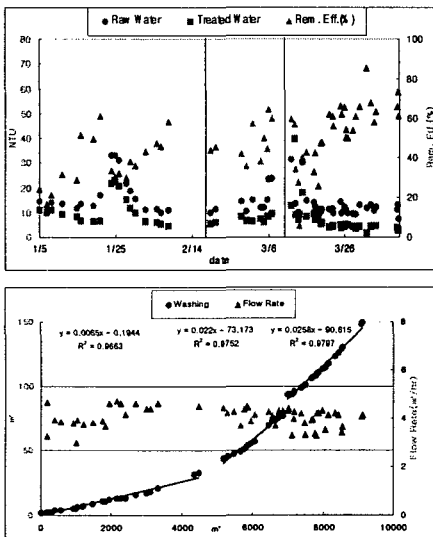 ● Raw Water ■ Treated Water ▲ Rem. Eff.(%)
80
70
60
50
40
30
20
10
0
NTU
100
80
60
40
20
0
Rem. Eff.(%)
1/5 1/25 2/14 3/6 3/26
date
● Washing ▲ Flow Rate
y = 0.0065x - 0.1944
R² = 0.9663
y = 0.022x - 73.173
R² = 0.9752
y = 0.0258x - 90.615
R² = 0.9797
150
100
50
0
m³
8
6
4
2
0
Flow Rate(m³/hr)
0 2000 4000 6000 8000 10000
m³